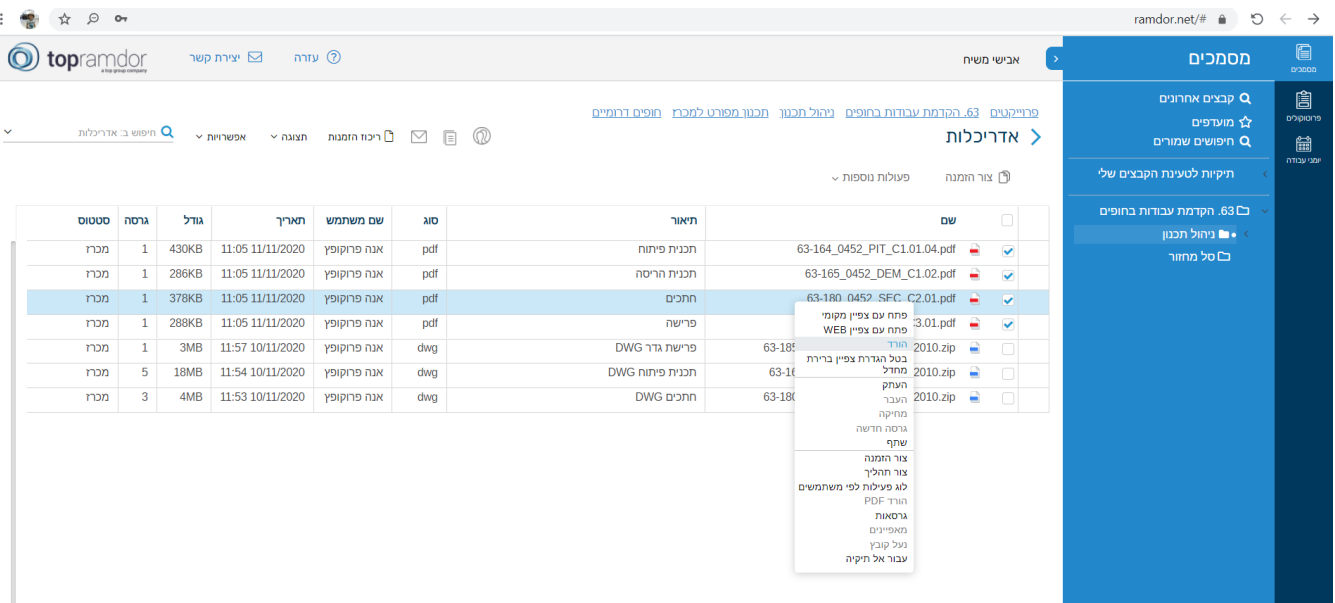 ramdor.net/#
מסמכים
מסמכים
פרוטוקולים
יומני עבודה
קבצים אחרונים
מועדפים
חיפושים שמורים
תיקיות לטעינת הקבצים שלי
63. הקדמת עבודות בחופים
ניהול תכנון
סל מחזור
אבישי משיח
עזרה
יצירת קשר
topramdor
a top group company
פרוייקטים 63. הקדמת עבודות בחופים ניהול תכנון תכנון מפורט למכרז חופים דרומיים
אדריכלות
ריכוז הזמנות תצוגה אפשרויות חיפוש ב: אדריכלות
צור הזמנה פעולות נוספות
שם תיאור סוג שם משתמש תאריך גודל גרסה סטטוס
63-164_0452_PIT_C1.01.04.pdf תכנית פיתוח pdf אנה פרוקופץ 11/11/2020 11:05 430KB 1 מכרז
63-165_0452_DEM_C1.02.pdf תכנית הריסה pdf אנה פרוקופץ 11/11/2020 11:05 286KB 1 מכרז
63-180_0452_SEC_C2.01.pdf חתכים pdf אנה פרוקופץ 11/11/2020 11:05 378KB 1 מכרז
C3.01.pdf פרישה pdf אנה פרוקופץ 11/11/2020 11:05 288KB 1 מכרז
63-185 2010.zip פרישת גדר DWG dwg אנה פרוקופץ 10/11/2020 11:57 3MB 1 מכרז
63-16 2010.zip תכנית פיתוח DWG dwg אנה פרוקופץ 10/11/2020 11:54 18MB 5 מכרז
63-180 2010.zip חתכים DWG dwg אנה פרוקופץ 10/11/2020 11:53 4MB 3 מכרז
פתח עם צפיין מקומי
פתח עם צפיין WEB
הורד
בטל הגדרת צפיין ברירת
מחדל
העתק
העבר
מחיקה
גרסה חדשה
שתף
צור הזמנה
צור תהליך
לוג פעילות לפי משתמשים
הורד PDF
גרסאות
מאפיינים
נעל קובץ
עבור אל תיקיה